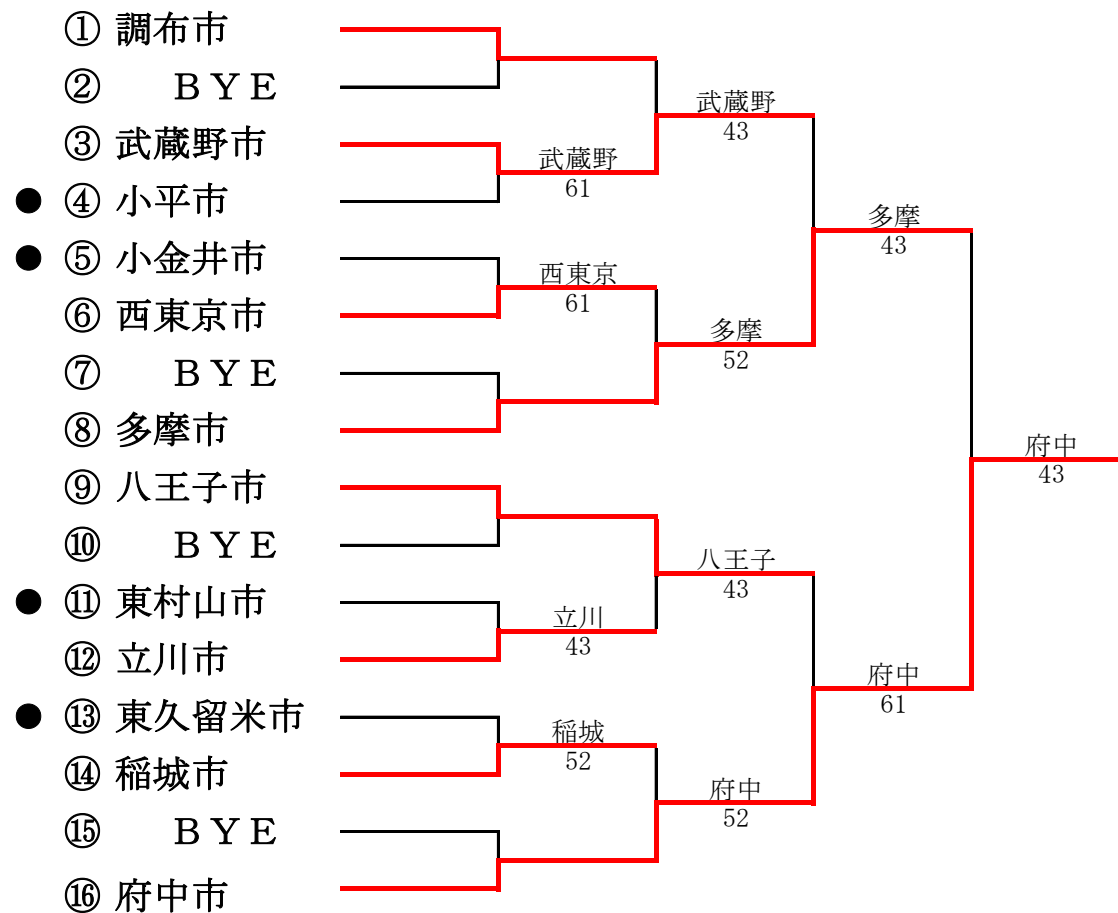 ① 調布市
② ＢＹＥ
③ 武蔵野市
● ④ 小平市
● ⑤ 小金井市
⑥ 西東京市
⑦ ＢＹＥ
⑧ 多摩市
⑨ 八王子市
⑩ ＢＹＥ
● ⑪ 東村山市
⑫ 立川市
● ⑬ 東久留米市
⑭ 稲城市
⑮ ＢＹＥ
⑯ 府中市
武蔵野
61
西東京
61
立川
43
稲城
52
武蔵野
43
多摩
52
八王子
43
府中
52
多摩
43
府中
61
府中
43